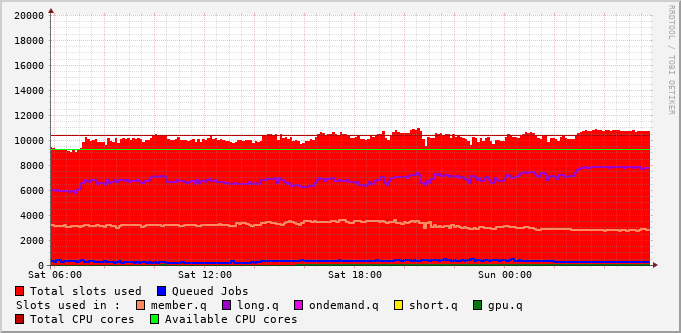 RRDTOOL / TOBI OETIKER
20000
18000
16000
14000
12000
10000
8000
6000
4000
2000
0
Sat 06:00 Sat 12:00 Sat 18:00 Sun 00:00
Total slots used Queued Jobs
Slots used in : member.q long.q ondemand.q short.q gpu.q
Total CPU cores Available CPU cores